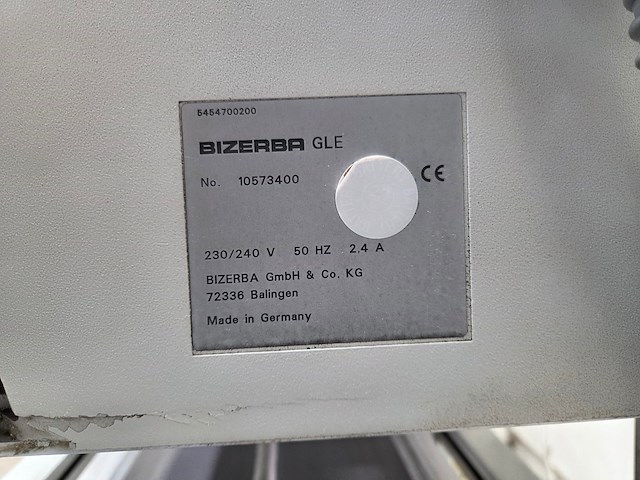 5454700200
BIZERBA GLE
No. 10573400
CE
230/240 V 50 HZ 2.4 A
BIZERBA GmbH & Co. KG
72336 Balingen
Made in Germany